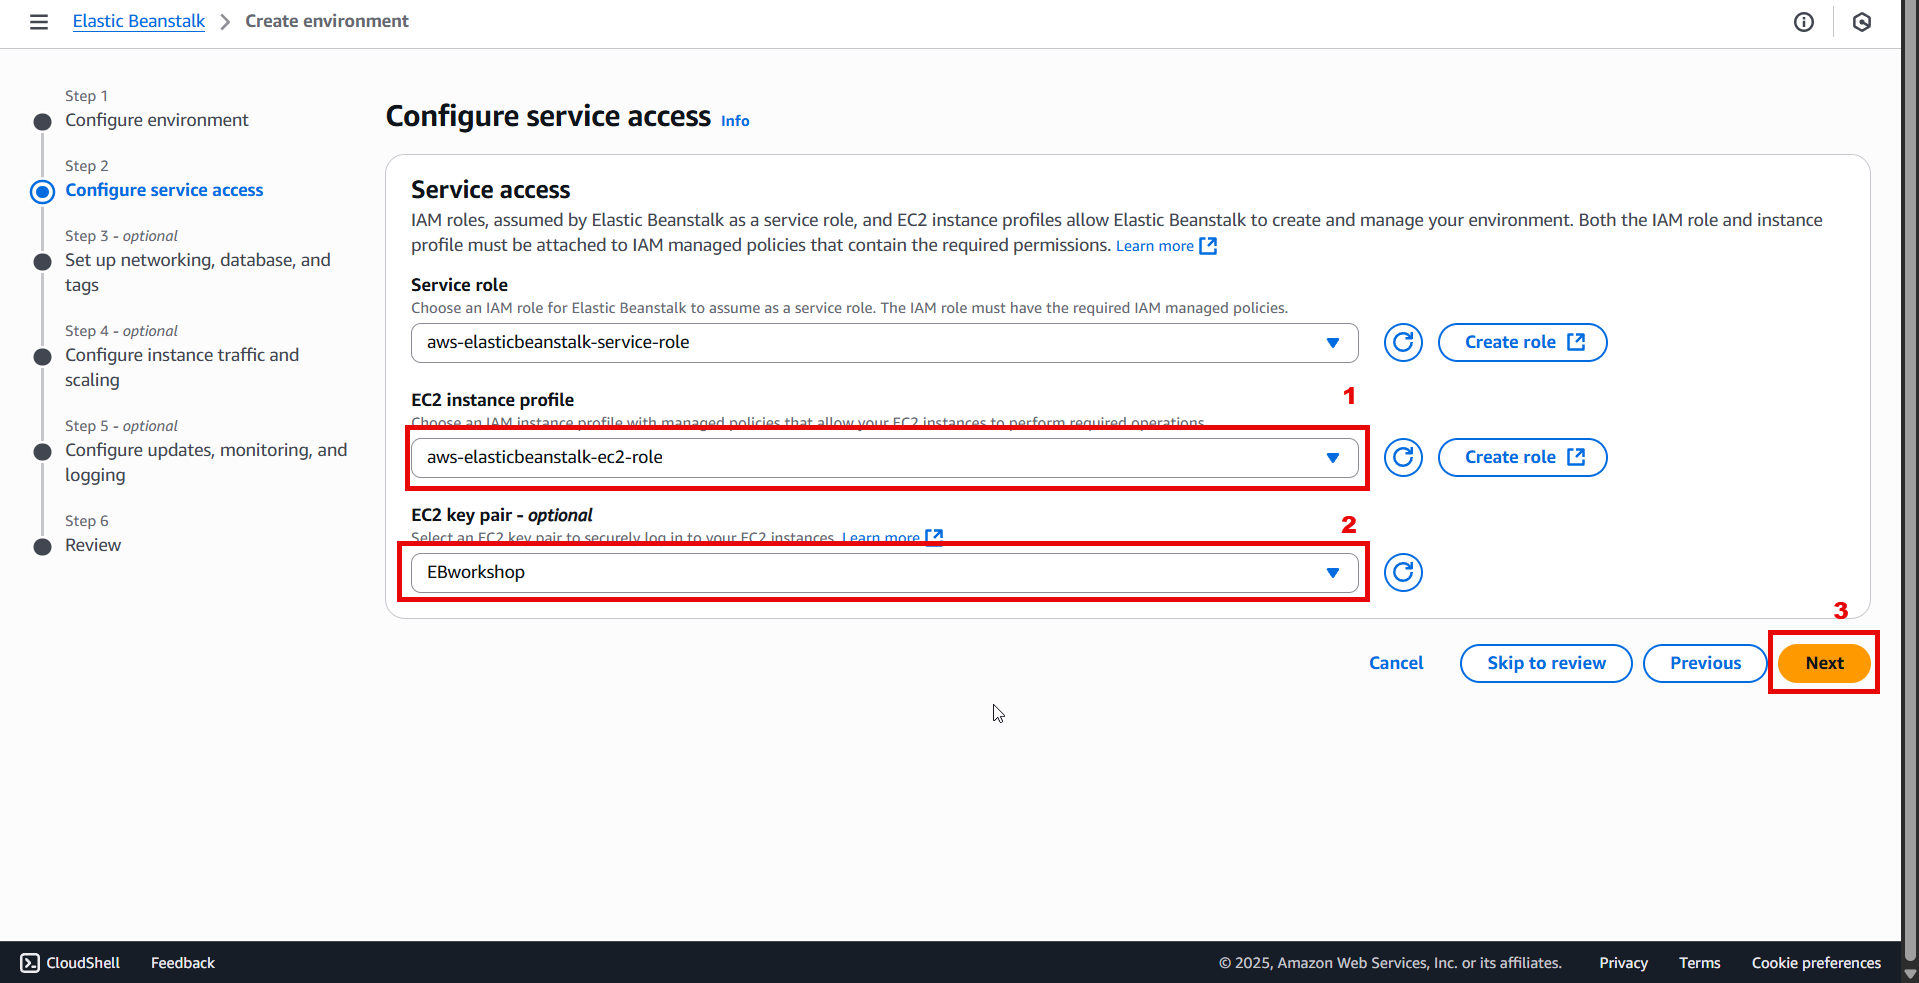 Elastic Beanstalk > Create environment
Step 1
Configure environment
Step 2
Configure service access
Step 3 - optional
Set up networking, database, and
tags
Step 4 - optional
Configure instance traffic and
scaling
Step 5 - optional
Configure updates, monitoring, and
logging
Step 6
Review
Configure service access Info
Service access
IAM roles, assumed by Elastic Beanstalk as a service role, and EC2 instance profiles allow Elastic Beanstalk to create and manage your environment. Both the IAM role and instance
profile must be attached to IAM managed policies that contain the required permissions. Learn more
Service role
Choose an IAM role for Elastic Beanstalk to assume as a service role. The IAM role must have the required IAM managed policies.
aws-elasticbeanstalk-service-role
Create role
EC2 instance profile
1
Choose an IAM instance profile with managed policies that allow your EC2 instances to perform required operations.
aws-elasticbeanstalk-ec2-role
Create role
EC2 key pair - optional
2
Select an EC2 key pair to securely log in to your EC2 instances. Learn more
EBworkshop
3
Cancel
Skip to review
Previous
Next
CloudShell
Feedback
© 2025, Amazon Web Services, Inc. or its affiliates.
Privacy
Terms
Cookie preferences